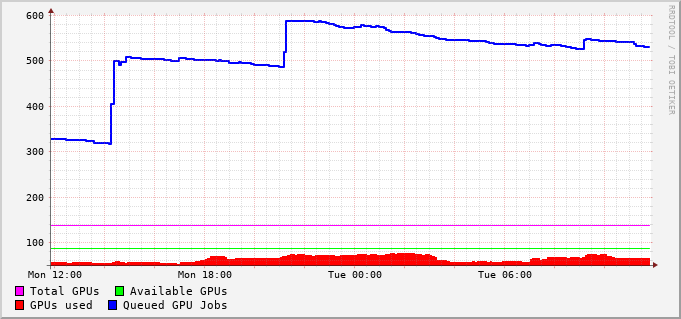 600
500
400
300
200
100
Mon 12:00 Mon 18:00 Tue 00:00 Tue 06:00
Total GPUs Available GPUs
GPUs used Queued GPU Jobs
RRDTOOL / TOBI OETIKER